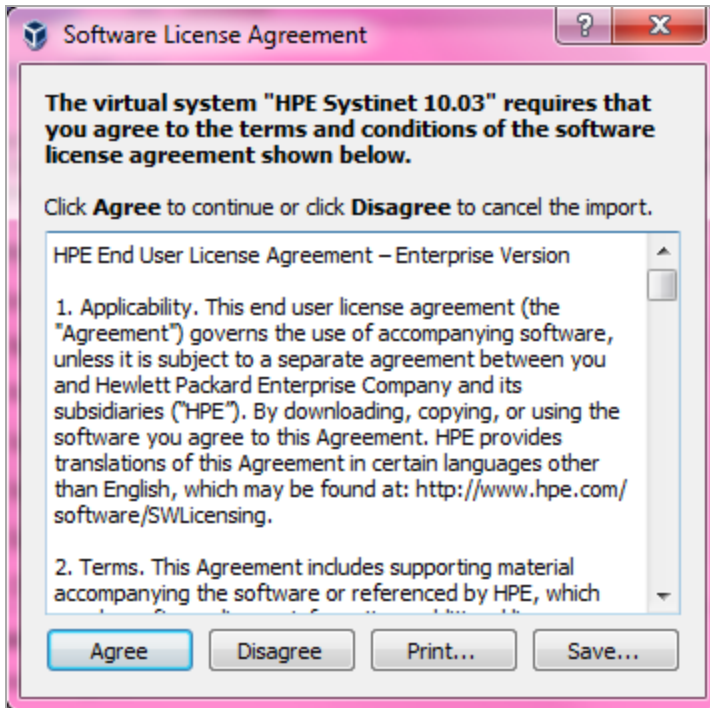 Software License Agreement
?
The virtual system "HPE Systinet 10.03" requires that
you agree to the terms and conditions of the software
license agreement shown below.
Click Agree to continue or click Disagree to cancel the import.
HPE End User License Agreement – Enterprise Version
1. Applicability. This end user license agreement (the
"Agreement") governs the use of accompanying software,
unless it is subject to a separate agreement between you
and Hewlett Packard Enterprise Company and its
subsidiaries ("HPE"). By downloading, copying, or using the
software you agree to this Agreement. HPE provides
translations of this Agreement in certain languages other
than English, which may be found at: http://www.hpe.com/
software/SWLicensing.
2. Terms. This Agreement includes supporting material
accompanying the software or referenced by HPE, which
Agree Disagree Print... Save...